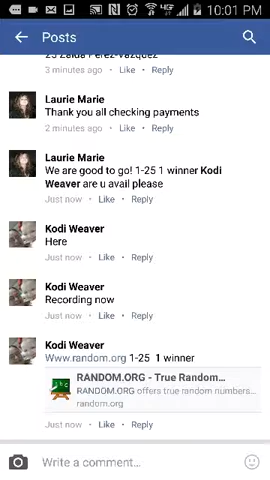 10:01 PM
Posts
25 Zaida Perez-Vazquez
3 minutes ago • Like • Reply
Laurie Marie
Thank you all checking payments
2 minutes ago • Like • Reply
Laurie Marie
We are good to go! 1-25 1 winner Kodi
Weaver are u avail please
Just now • Like • Reply
Kodi Weaver
Here
Just now • Like • Reply
Kodi Weaver
Recording now
Just now • Like • Reply
Kodi Weaver
Www.random.org 1-25 1 winner
RANDOM.ORG - True Random...
RANDOM.ORG offers true random numbers...
random.org
Just now • Like • Reply
Write a comment...